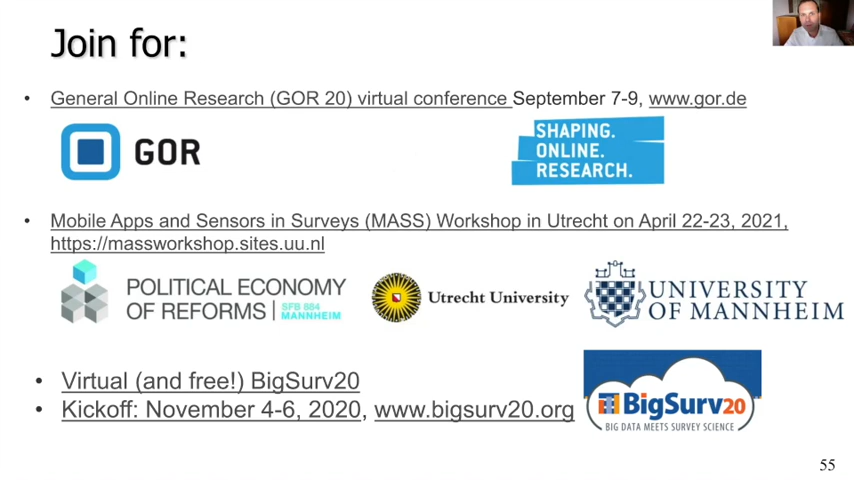 Join for:
• General Online Research (GOR 20) virtual conference September 7-9, www.gor.de
GOR
SHAPING.
ONLINE.
RESEARCH.
• Mobile Apps and Sensors in Surveys (MASS) Workshop in Utrecht on April 22-23, 2021,
https://massworkshop.sites.uu.nl
POLITICAL ECONOMY
OF REFORMS | SFB 884
MANNHEIM
Utrecht University
UNIVERSITY
OF MANNHEIM
• Virtual (and free!) BigSurv20
• Kickoff: November 4-6, 2020, www.bigsurv20.org
BigSurv20
BIG DATA MEETS SURVEY SCIENCE
55